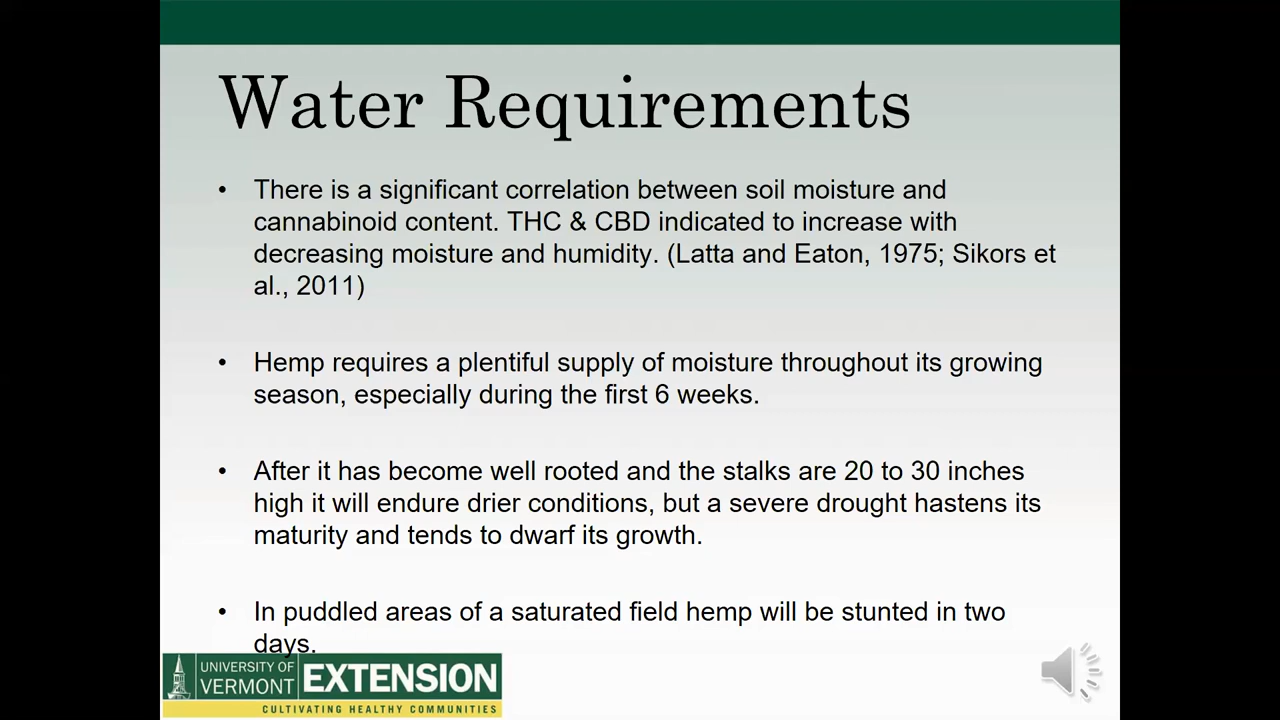 Water Requirements
• There is a significant correlation between soil moisture and
cannabinoid content. THC & CBD indicated to increase with
decreasing moisture and humidity. (Latta and Eaton, 1975; Sikors et
al., 2011)
• Hemp requires a plentiful supply of moisture throughout its growing
season, especially during the first 6 weeks.
• After it has become well rooted and the stalks are 20 to 30 inches
high it will endure drier conditions, but a severe drought hastens its
maturity and tends to dwarf its growth.
• In puddled areas of a saturated field hemp will be stunted in two
days.
UNIVERSITY OF
VERMONT
EXTENSION
CULTIVATING HEALTHY COMMUNITIES